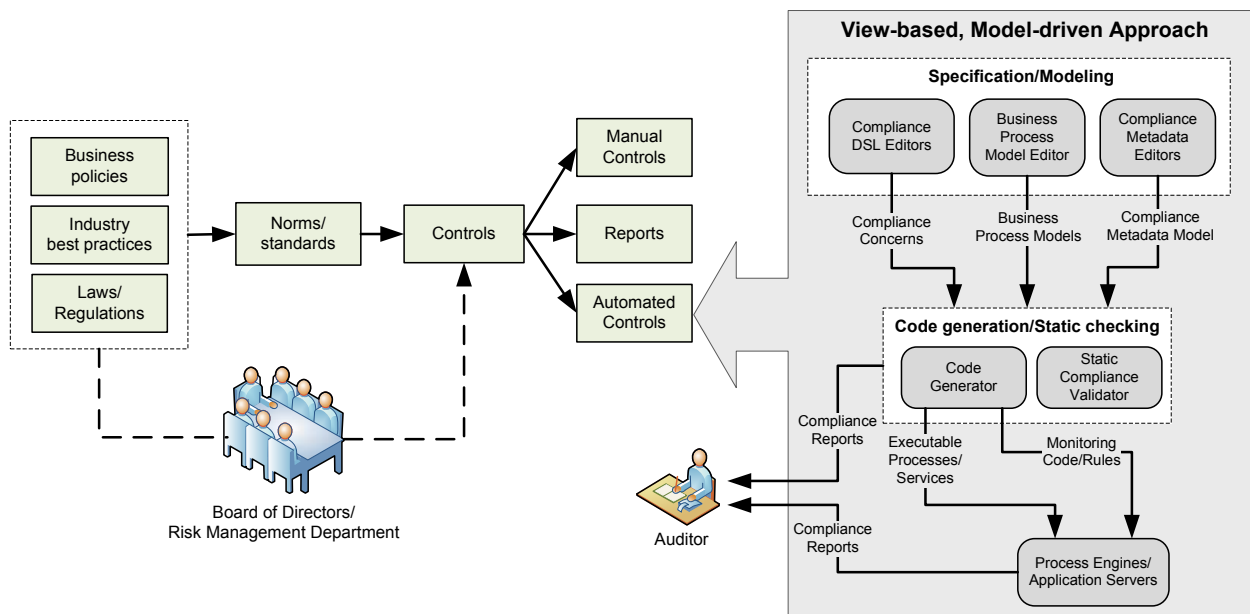 View-based, Model-driven Approach
Specification/Modeling
Compliance
DSL Editors
Business
Process
Model Editor
Compliance
Metadata
Editors
Compliance
Concerns
Business
Process Models
Compliance
Metadata Model
Business
policies
Industry
best practices
Laws/
Regulations
Norms/
standards
Controls
Manual
Controls
Reports
Automated
Controls
Code generation/Static checking
Code
Generator
Static
Compliance
Validator
Compliance
Reports
Executable
Processes/
Services
Monitoring
Code/Rules
Board of Directors/
Risk Management Department
Auditor
Compliance
Reports
Process Engines/
Application Servers